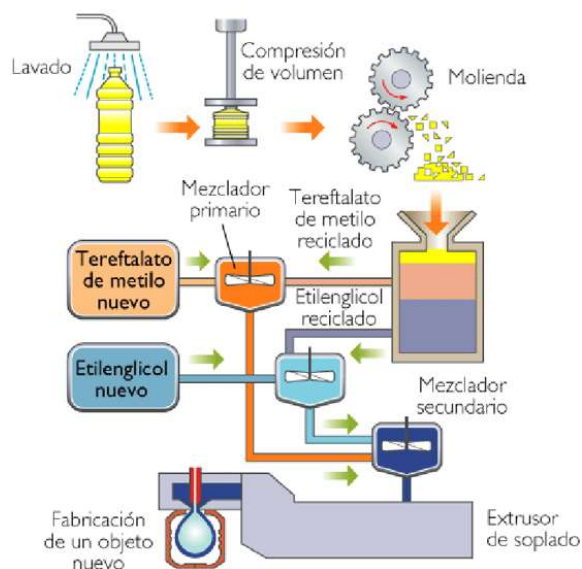 Lavado
Compresión
de volumen
Molienda
Mezclador
primario
Tereftalato
de metilo
reciclado
Tereftalato
de metilo
nuevo
Etilenglicol
reciclado
Etilenglicol
nuevo
Mezclador
secundario
Fabricación
de un objeto
nuevo
Extrusor
de soplado